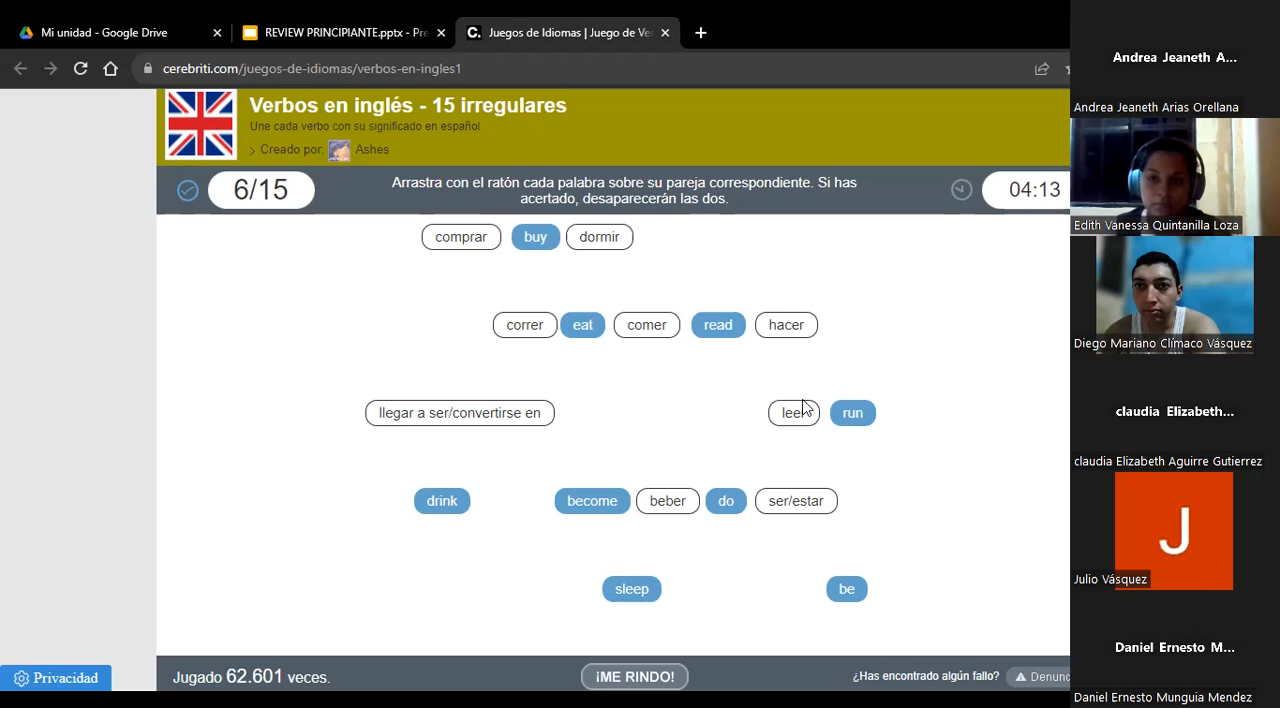 Mi unidad - Google Drive
REVIEW PRINCIPIANTE.pptx - Pre
Juegos de Idiomas | Juego de Ver
cerebriti.com/juegos-de-idiomas/verbos-en-ingles1
Verbos en inglés - 15 irregulares
Une cada verbo con su significado en español.
> Creado por: Ashes
6/15
Arrastra con el ratón cada palabra sobre su pareja correspondiente. Si has
acertado, desaparecerán las dos.
04:13
comprar buy dormir
correr eat comer read hacer
llegar a ser/convertirse en lee run
drink become beber do ser/estar
sleep be
Privacidad
Jugado 62.601 veces.
¡ME RINDO!
¿Has encontrado algún fallo?
Denunc
Andrea Jeaneth A...
Andrea Jeaneth Arias Orellana
Edith Vanessa Quintanilla Loza
Diego Mariano Clímaco Vásquez
claudia Elizabeth...
claudia Elizabeth Aguirre Gutierrez
J
Julio Vásquez
Daniel Ernesto M...
Daniel Ernesto Munguia Mendez